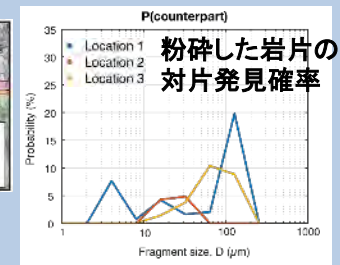 P(counterpart)
35
30
25
20
15
10
5
0
Probability (%)
Location 1
Location 2
Location 3
粉砕した岩片の
対片発見確率
1
10
100
1000
Fragment size, D (μm)